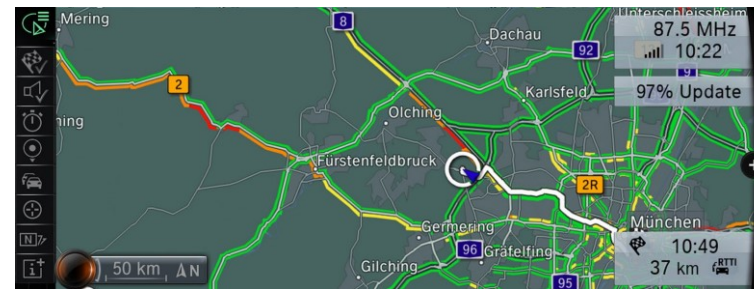 Mering
8
Unterschleissheim
87.5 MHz
10:22
Dachau
92
9
97% Update
2
Karlsfeld
Olching
ning
Fürstenfeldbruck
2R
Germering
München
96
Gräfelfing
10:49
37 km
RTTI
Gilching
50 km
N
95
N
i+